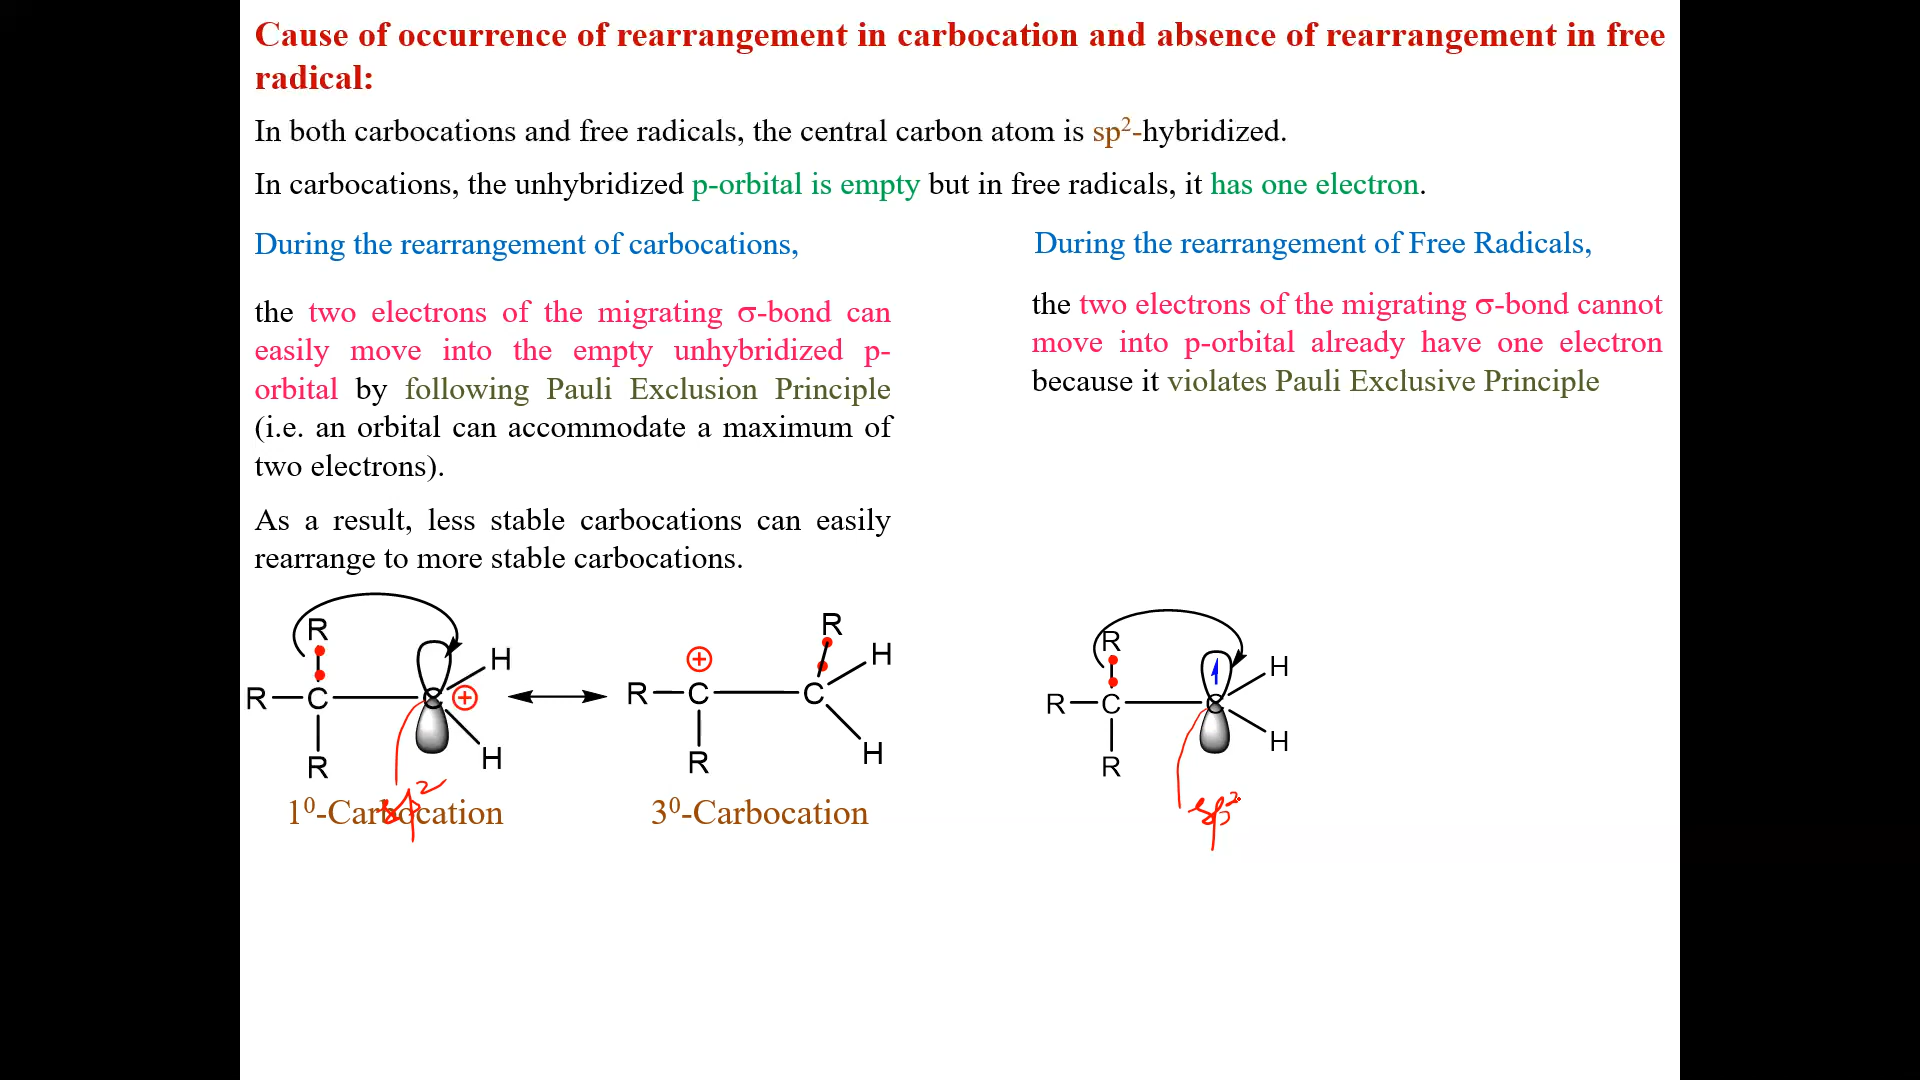 Cause of occurrence of rearrangement in carbocation and absence of rearrangement in free
radical:
In both carbocations and free radicals, the central carbon atom is sp²-hybridized.
In carbocations, the unhybridized p-orbital is empty but in free radicals, it has one electron.
During the rearrangement of carbocations,
the two electrons of the migrating σ-bond can
easily move into the empty unhybridized p-
orbital by following Pauli Exclusion Principle
(i.e. an orbital can accommodate a maximum of
two electrons).
As a result, less stable carbocations can easily
rearrange to more stable carbocations.
During the rearrangement of Free Radicals,
the two electrons of the migrating σ-bond cannot
move into p-orbital already have one electron
because it violates Pauli Exclusive Principle
R
H
R C C +
H
R
sp²
1⁰-Carbocation
R
+ H
R C C
R H
3⁰-Carbocation
R
H
R C C
H
R
sp²